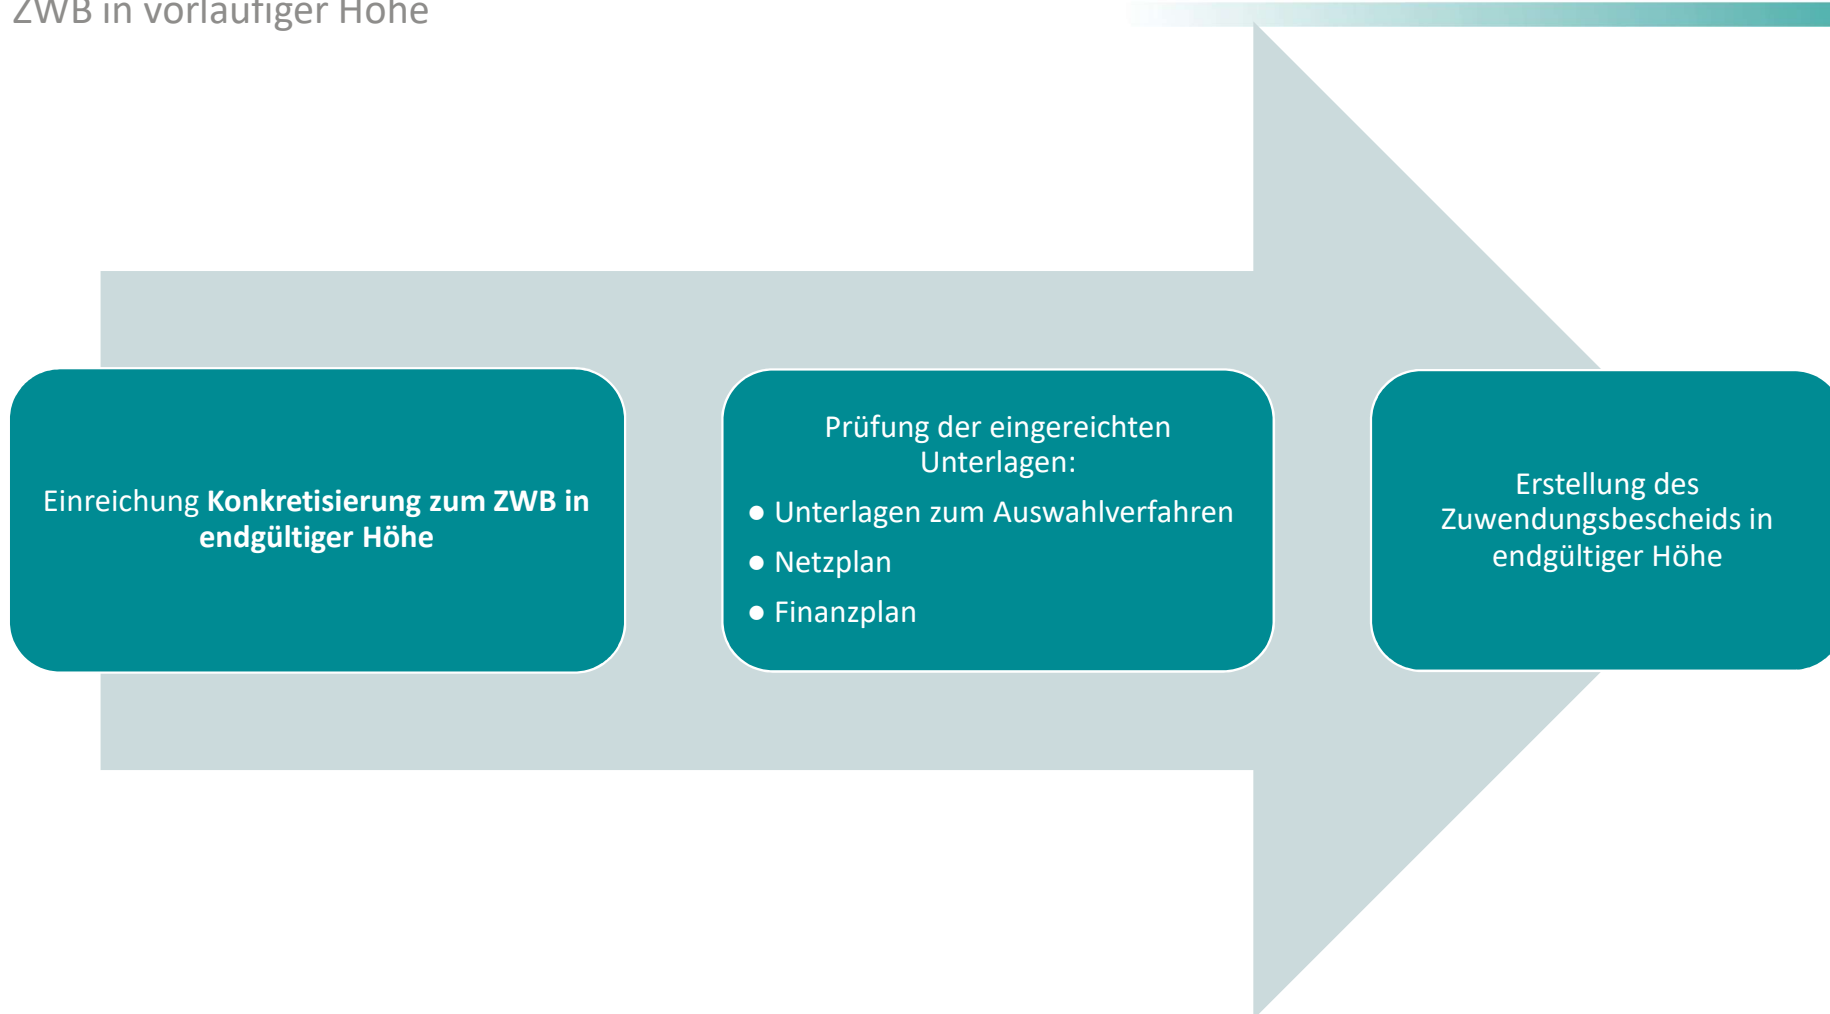 ZWB in vorläufiger Höhe
Einreichung Konkretisierung zum ZWB in
endgültiger Höhe
Prüfung der eingereichten
Unterlagen:
● Unterlagen zum Auswahlverfahren
● Netzplan
● Finanzplan
Erstellung des
Zuwendungsbescheids in
endgültiger Höhe